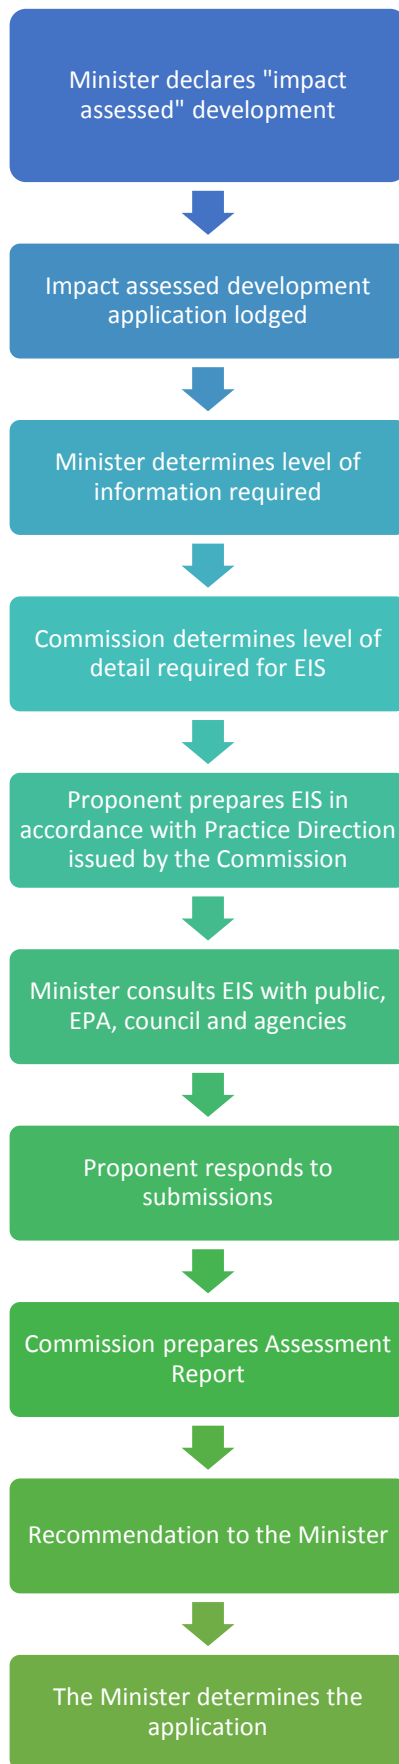 Minister declares "impact
assessed" development
Impact assessed development
application lodged
Minister determines level of
information required
Commission determines level of
detail required for EIS
Proponent prepares EIS in
accordance with Practice Direction
issued by the Commission
Minister consults EIS with public,
EPA, council and agencies
Proponent responds to
submissions
Commission prepares Assessment
Report
Recommendation to the Minister
The Minister determines the
application